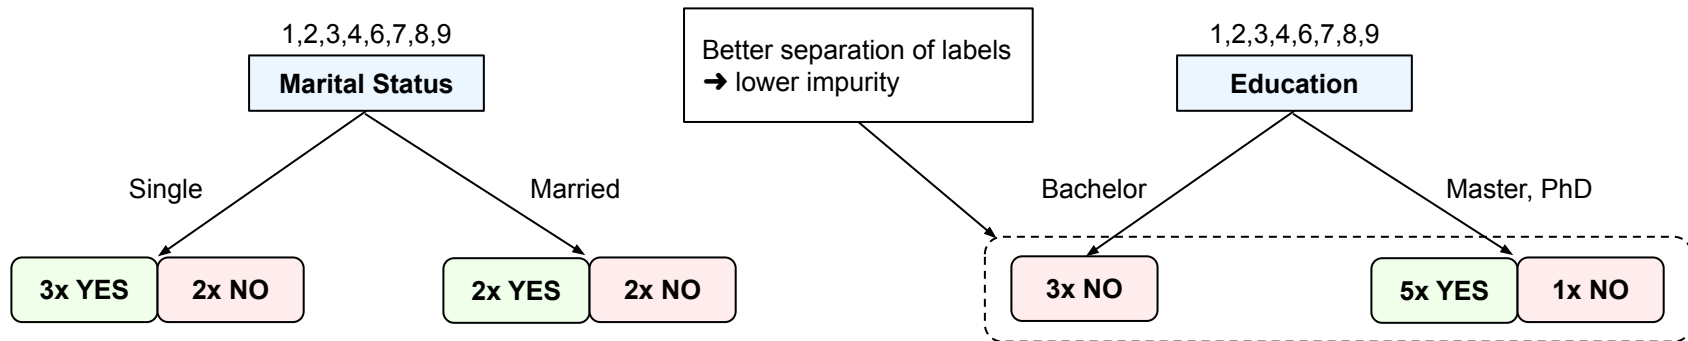 1,2,3,4,6,7,8,9
Marital Status
Single
Married
3x YES
2x NO
2x YES
2x NO
Better separation of labels
➜ lower impurity
1,2,3,4,6,7,8,9
Education
Bachelor
Master, PhD
3x NO
5x YES
1x NO